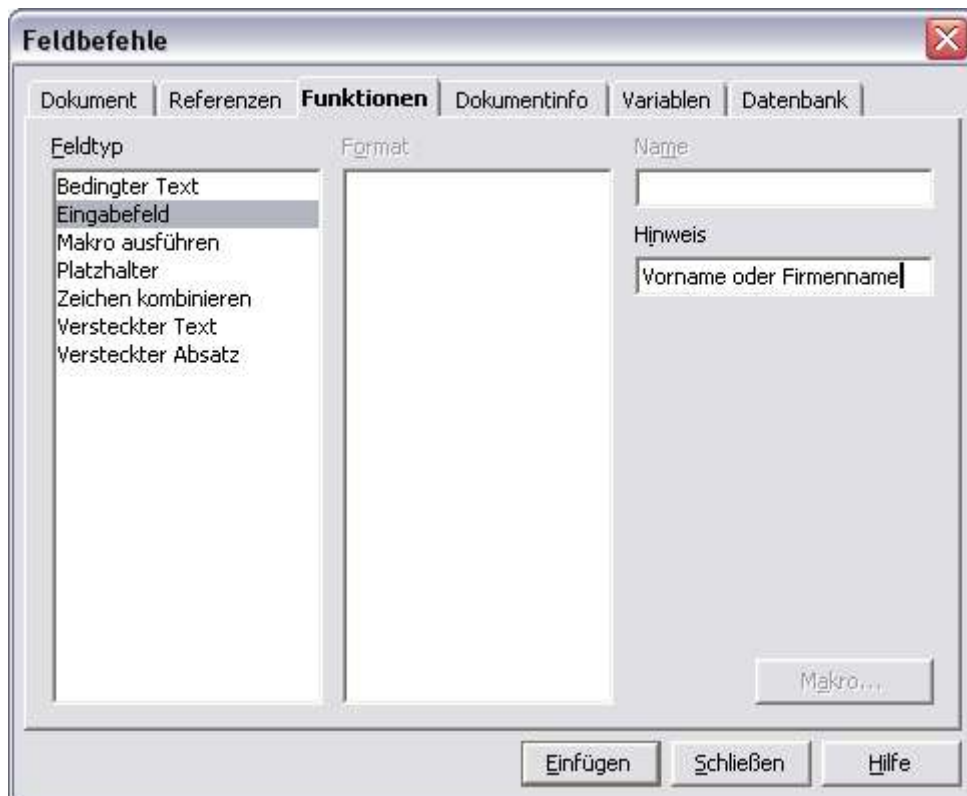 Feldbefehle
Dokument Referenzen Funktionen Dokumentinfo Variablen Datenbank
Feldtyp
Bedingter Text
Eingabefeld
Makro ausführen
Platzhalter
Zeichen kombinieren
Versteckter Text
Versteckter Absatz
Format
Name
Hinweis
Vorname oder Firmenname
Makro...
Einfügen Schließen Hilfe